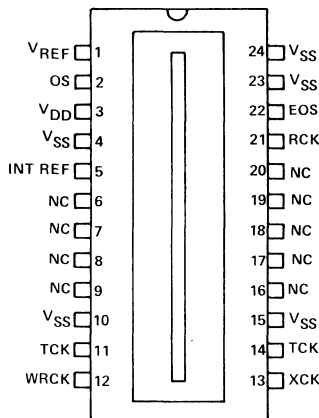 VREF 1 24 VSS
OS 2 23 VSS
VDD 3 22 EOS
VSS 4 21 RCK
INT REF 5 20 NC
NC 6 19 NC
NC 7 18 NC
NC 8 17 NC
NC 9 16 NC
VSS 10 15 VSS
TCK 11 14 TCK
WRCK 12 13 XCK